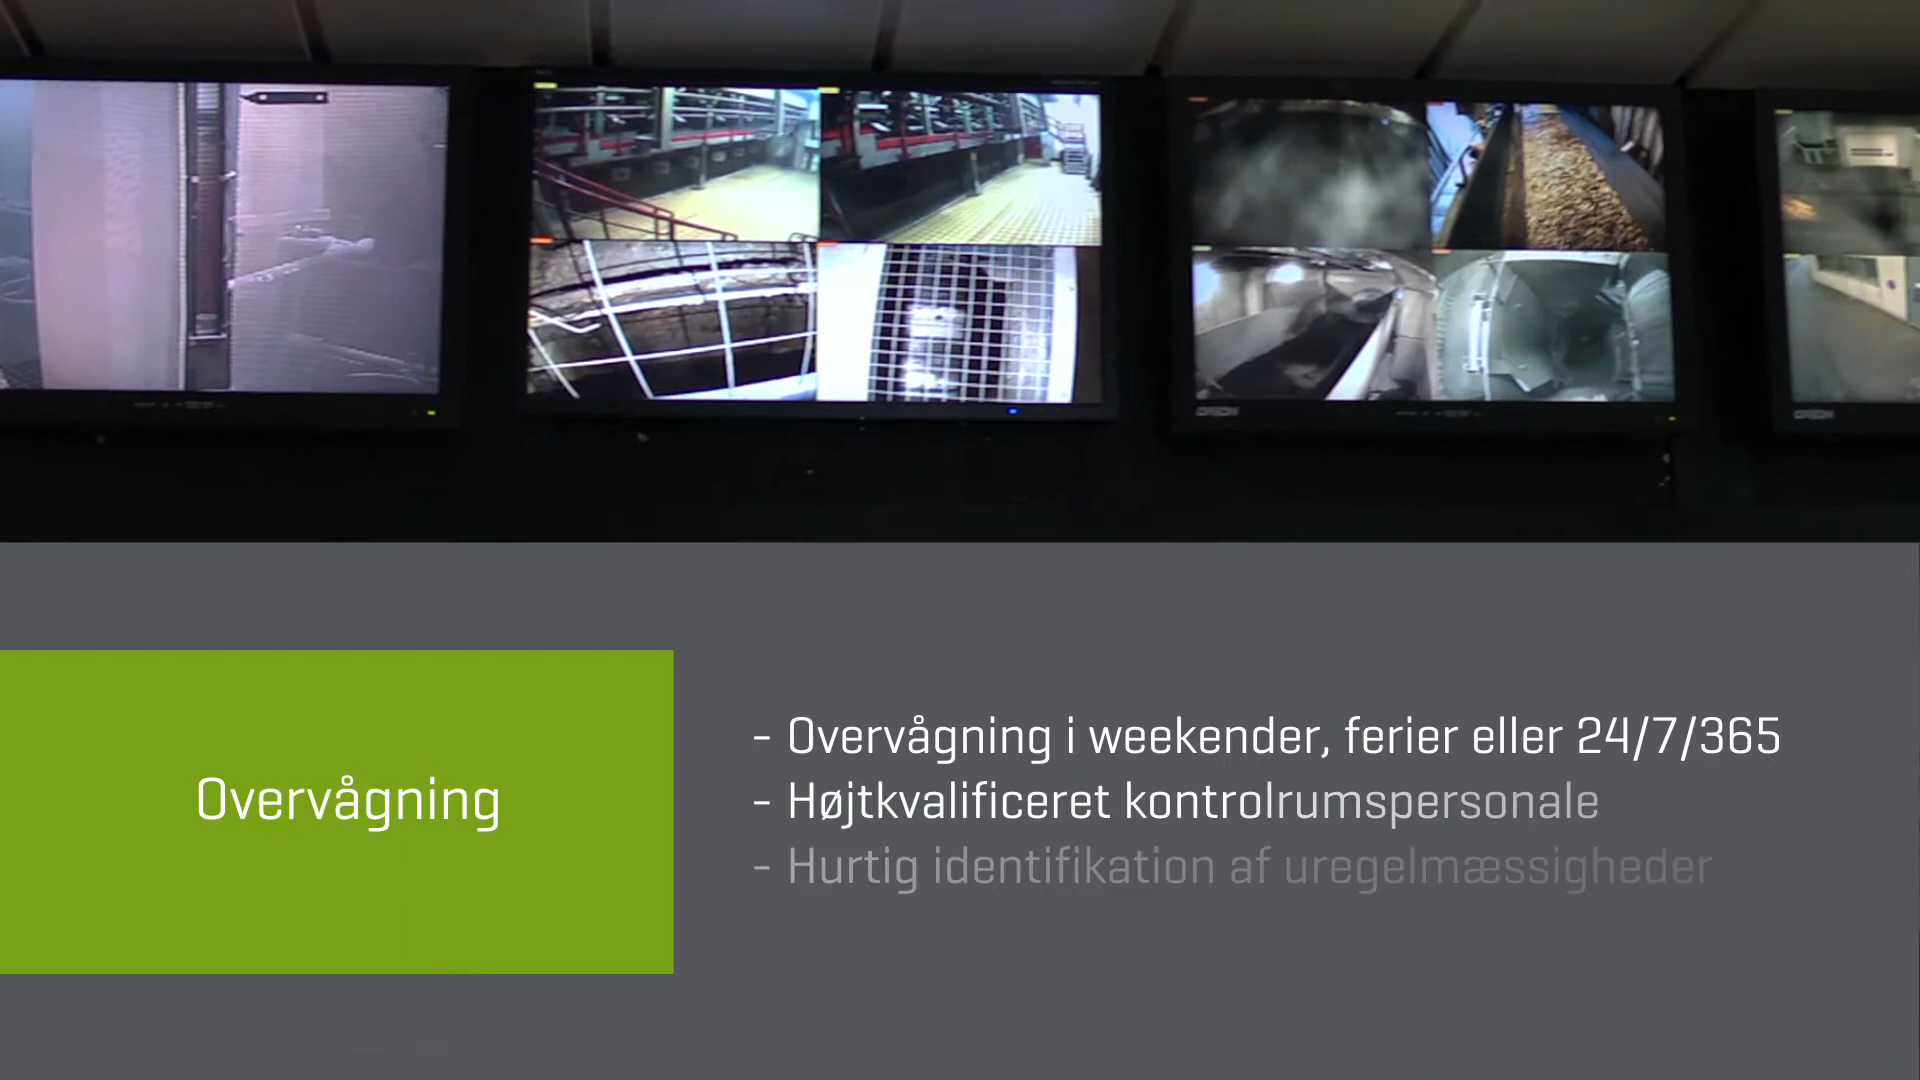 Overvågning
- Overvågning i weekender, ferier eller 24/7/365
- Højtkvalificeret kontrolrumspersonale
- Hurtig identifikation af uregelmæssigheder